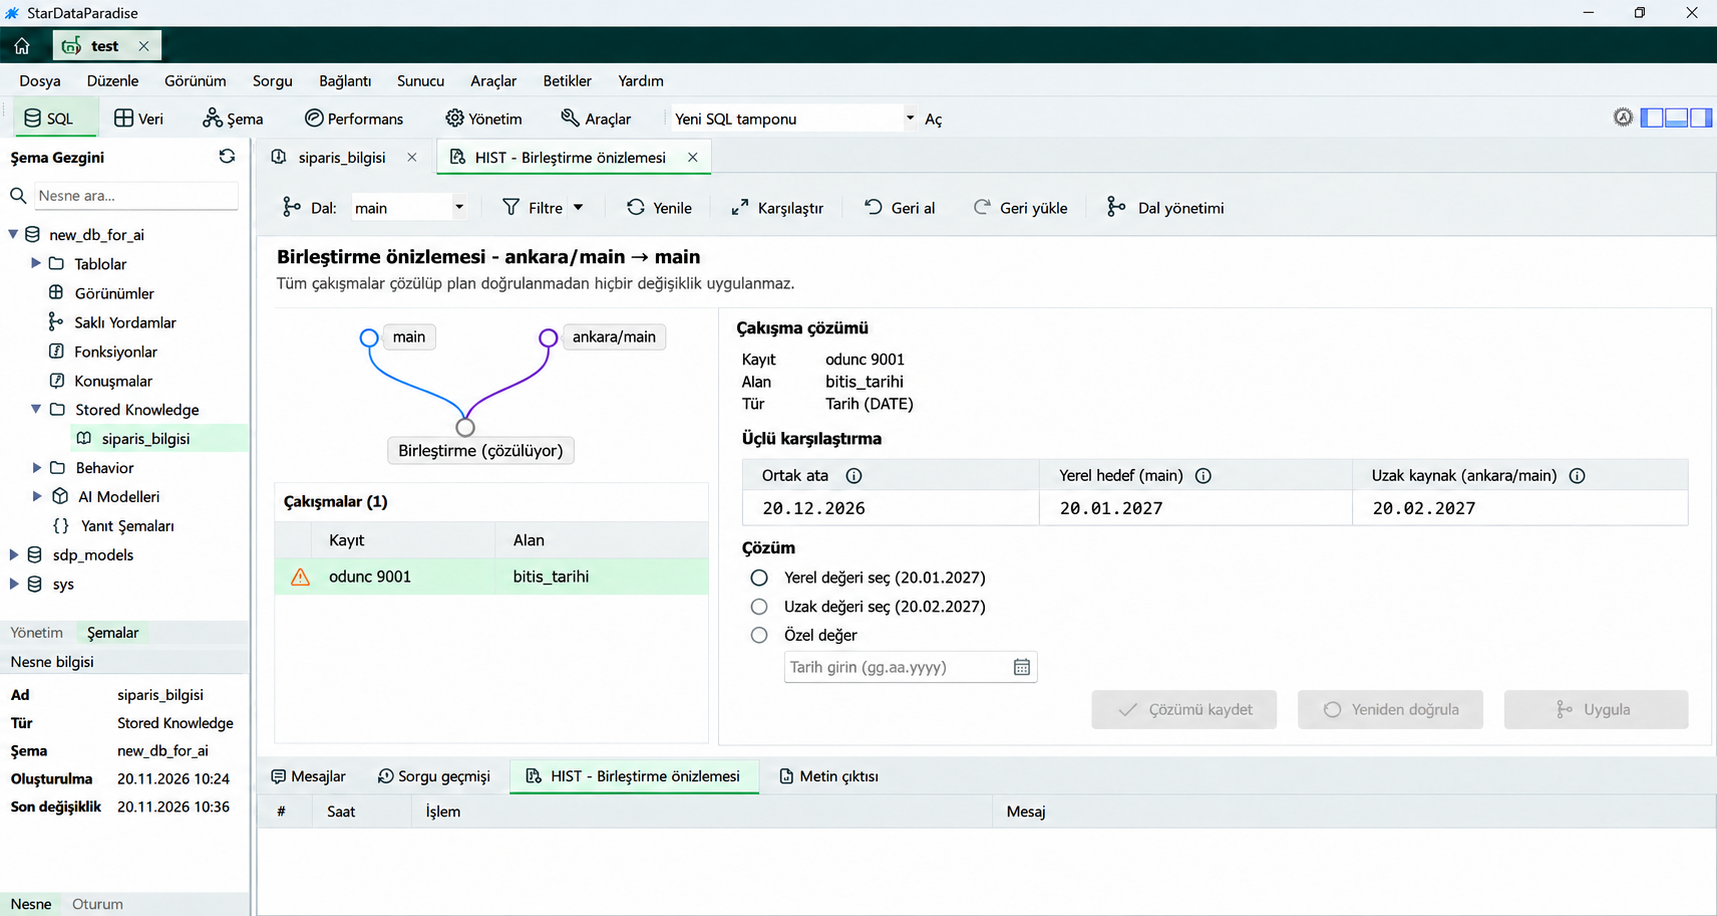 StarDataParadise
test
Dosya Düzenle Görünüm Sorgu Bağlantı Sunucu Araçlar Betikler Yardım
SQL Veri Şema Performans Yönetim Araçlar Yeni SQL tamponu Aç
Şema Gezgini
Nesne ara...
new_db_for_ai
Tablolar
Görünümler
Saklı Yordamlar
Fonksiyonlar
Konuşmalar
Stored Knowledge
siparis_bilgisi
Behavior
AI Modelleri
Yanıt Şemaları
sdp_models
sys
Yönetim Şemalar
Nesne bilgisi
Ad siparis_bilgisi
Tür Stored Knowledge
Şema new_db_for_ai
Oluşturulma 20.11.2026 10:24
Son değişiklik 20.11.2026 10:36
Nesne Oturum
siparis_bilgisi HIST - Birleştirme önizlemesi
Dal: main Filtre Yenile Karşılaştır Geri al Geri yükle Dal yönetimi
Birleştirme önizlemesi - ankara/main → main
Tüm çakışmalar çözülüp plan doğrulanmadan hiçbir değişiklik uygulanmaz.
main ankara/main
Birleştirme (çözülüyor)
Çakışmalar (1)
Kayıt Alan
odunc 9001 bitis_tarihi
Çakışma çözümü
Kayıt odunc 9001
Alan bitis_tarihi
Tür Tarih (DATE)
Üçlü karşılaştırma
Ortak ata Yerel hedef (main) Uzak kaynak (ankara/main)
20.12.2026 20.01.2027 20.02.2027
Çözüm
Yerel değeri seç (20.01.2027)
Uzak değeri seç (20.02.2027)
Özel değer
Tarih girin (gg.aa.yyyy)
Çözümü kaydet Yeniden doğrula Uygula
Mesajlar Sorgu geçmişi HIST - Birleştirme önizlemesi Metin çıktısı
# Saat İşlem Mesaj